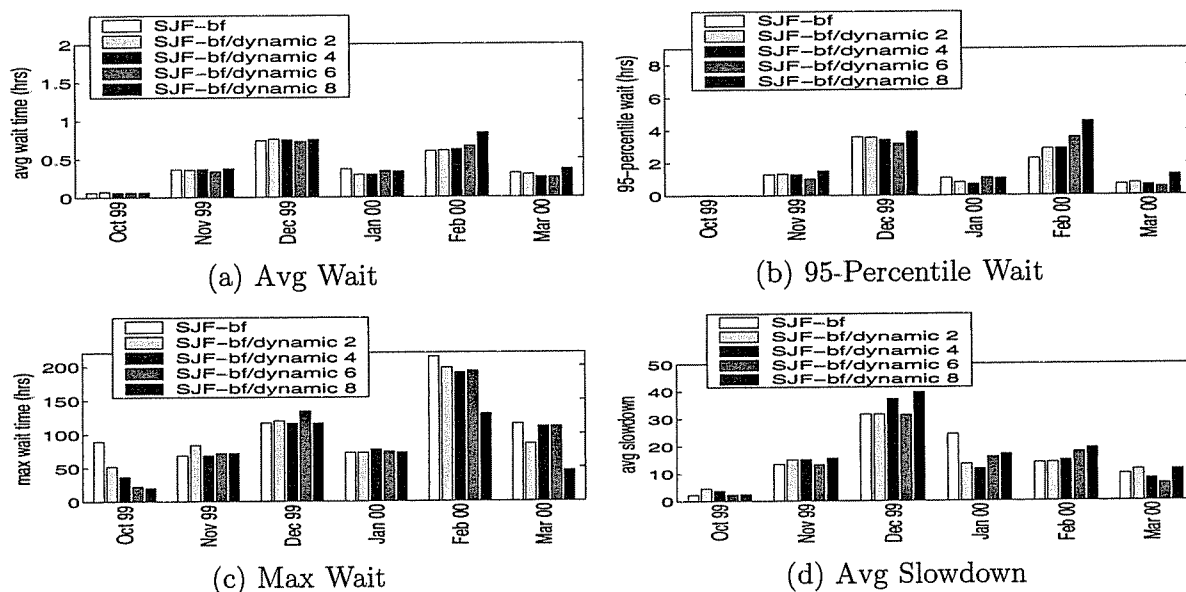 SJF-bf
SJF-bf/dynamic 2
SJF-bf/dynamic 4
SJF-bf/dynamic 6
SJF-bf/dynamic 8
avg wait time (hrs)
2
1.5
1
0.5
0
Oct 99
Nov 99
Dec 99
Jan 00
Feb 00
Mar 00
(a) Avg Wait
SJF-bf
SJF-bf/dynamic 2
SJF-bf/dynamic 4
SJF-bf/dynamic 6
SJF-bf/dynamic 8
95-percentile wait (hrs)
8
6
4
2
0
Oct 99
Nov 99
Dec 99
Jan 00
Feb 00
Mar 00
(b) 95-Percentile Wait
SJF-bf
SJF-bf/dynamic 2
SJF-bf/dynamic 4
SJF-bf/dynamic 6
SJF-bf/dynamic 8
max wait time (hrs)
200
150
100
50
0
Oct 99
Nov 99
Dec 99
Jan 00
Feb 00
Mar 00
(c) Max Wait
SJF-bf
SJF-bf/dynamic 2
SJF-bf/dynamic 4
SJF-bf/dynamic 6
SJF-bf/dynamic 8
avg slowdown
50
40
30
20
10
0
Oct 99
Nov 99
Dec 99
Jan 00
Feb 00
Mar 00
(d) Avg Slowdown